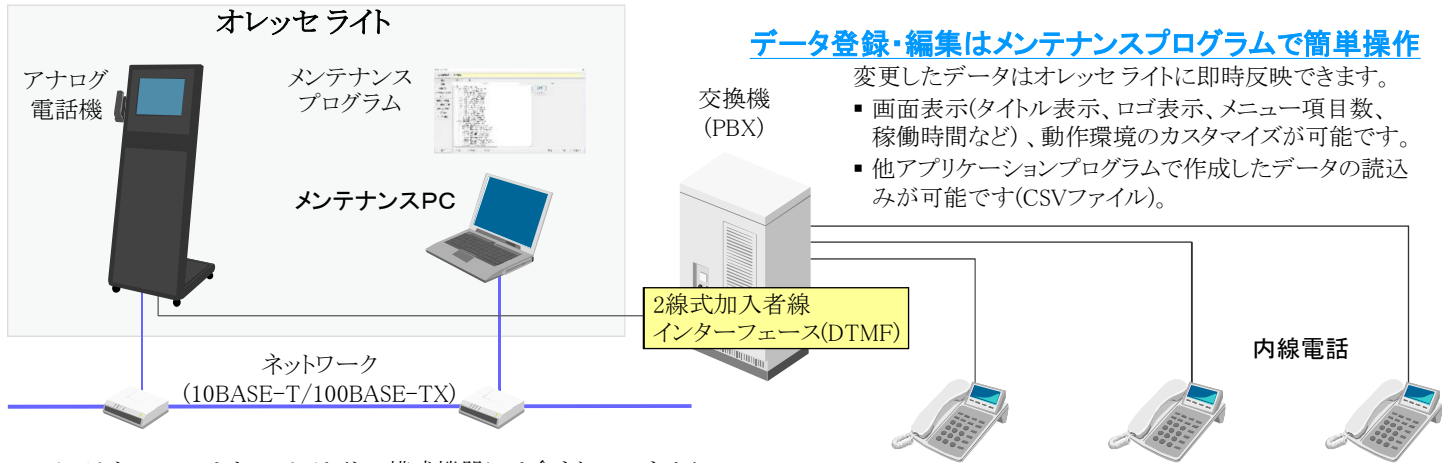 オレッセ ライト
アナログ
電話機
メンテナンス
プログラム
メンテナンスPC
データ登録・編集はメンテナンスプログラムで簡単操作
変更したデータはオレッセ ライトに即時反映できます。
▪ 画面表示(タイトル表示、ロゴ表示、メニュー項目数、
稼働時間など) 、動作環境のカスタマイズが可能です。
▪ 他アプリケーションプログラムで作成したデータの読込
みが可能です(CSVファイル)。
交換機
(PBX)
2線式加入者線
インターフェース(DTMF)
内線電話
ネットワーク
(10BASE-T/100BASE-TX)